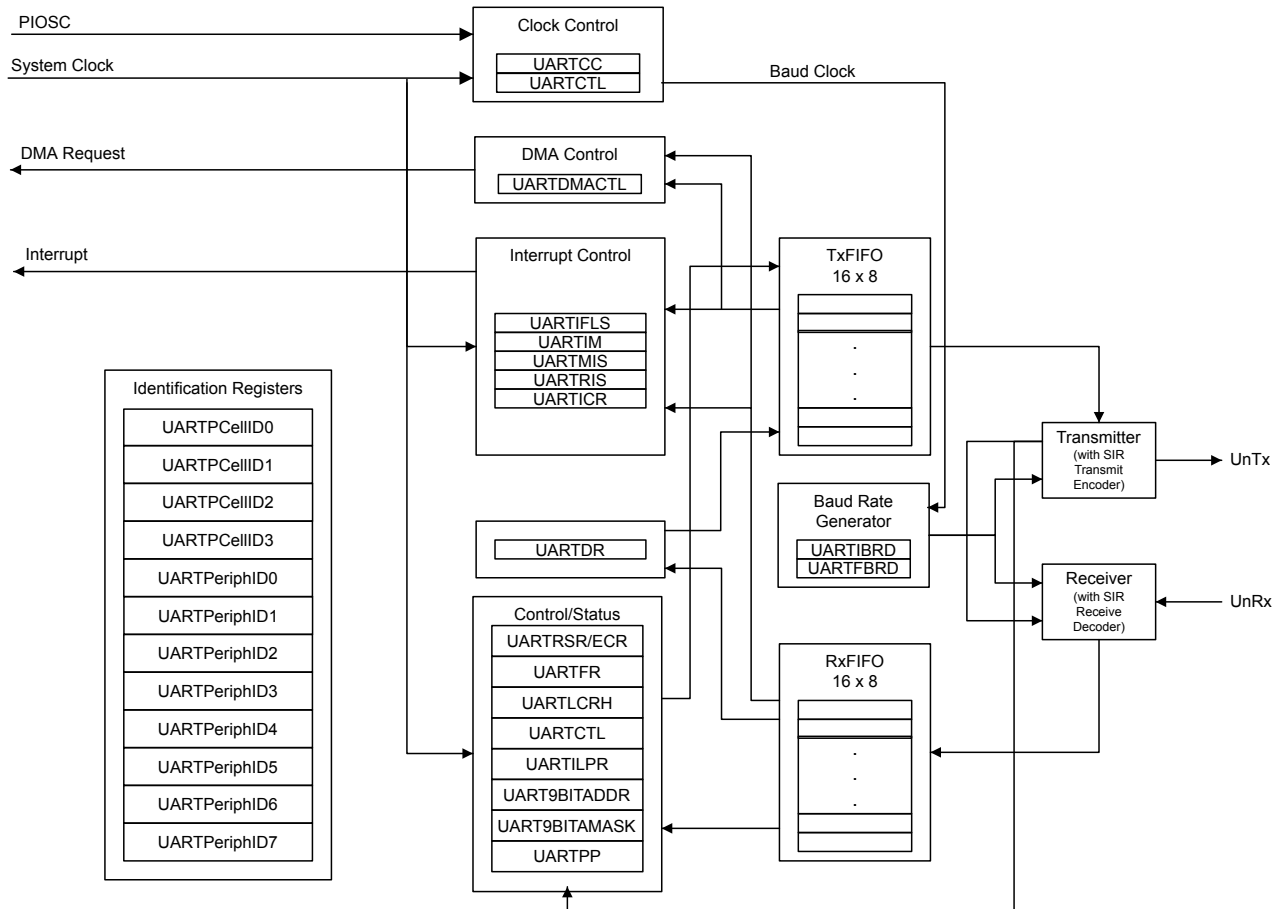 PIOSC
System Clock
Clock Control
UARTCC
UARTCTL
Baud Clock
DMA Request
DMA Control
UARTDMACTL
Interrupt
Interrupt Control
UARTIFLS
UARTIM
UARTMIS
UARTRIS
UARTICR
TxFIFO
16 x 8
.
.
.
Identification Registers
UARTPCellID0
UARTPCellID1
UARTPCellID2
UARTPCellID3
UARTPeriphID0
UARTPeriphID1
UARTPeriphID2
UARTPeriphID3
UARTPeriphID4
UARTPeriphID5
UARTPeriphID6
UARTPeriphID7
UARTDR
Baud Rate
Generator
UARTIBRD
UARTFBRD
Transmitter
(with SIR
Transmit
Encoder)
UnTx
Receiver
(with SIR
Receive
Decoder)
UnRx
Control/Status
UARTRSR/ECR
UARTFR
UARTLCRH
UARTCTL
UARTILPR
UART9BITADDR
UART9BITAMASK
UARTPP
RxFIFO
16 x 8
.
.
.